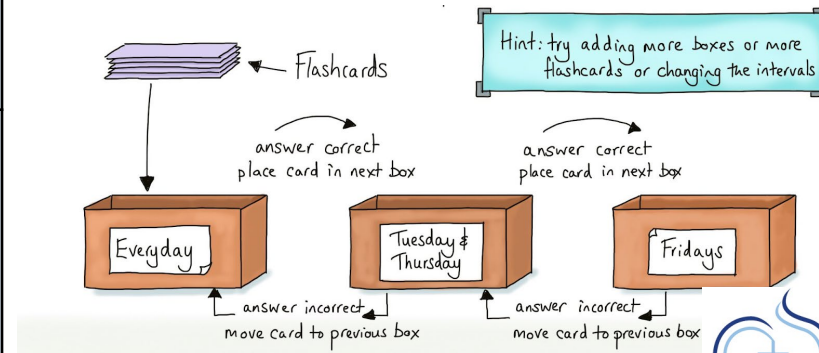 Flashcards
Hint: try adding more boxes or more
flashcards or changing the intervals
answer correct
place card in next box
answer correct
place card in next box
Everyday
Tuesday &
Thursday
Fridays
answer incorrect
move card to previous box
answer incorrect
move card to previous box